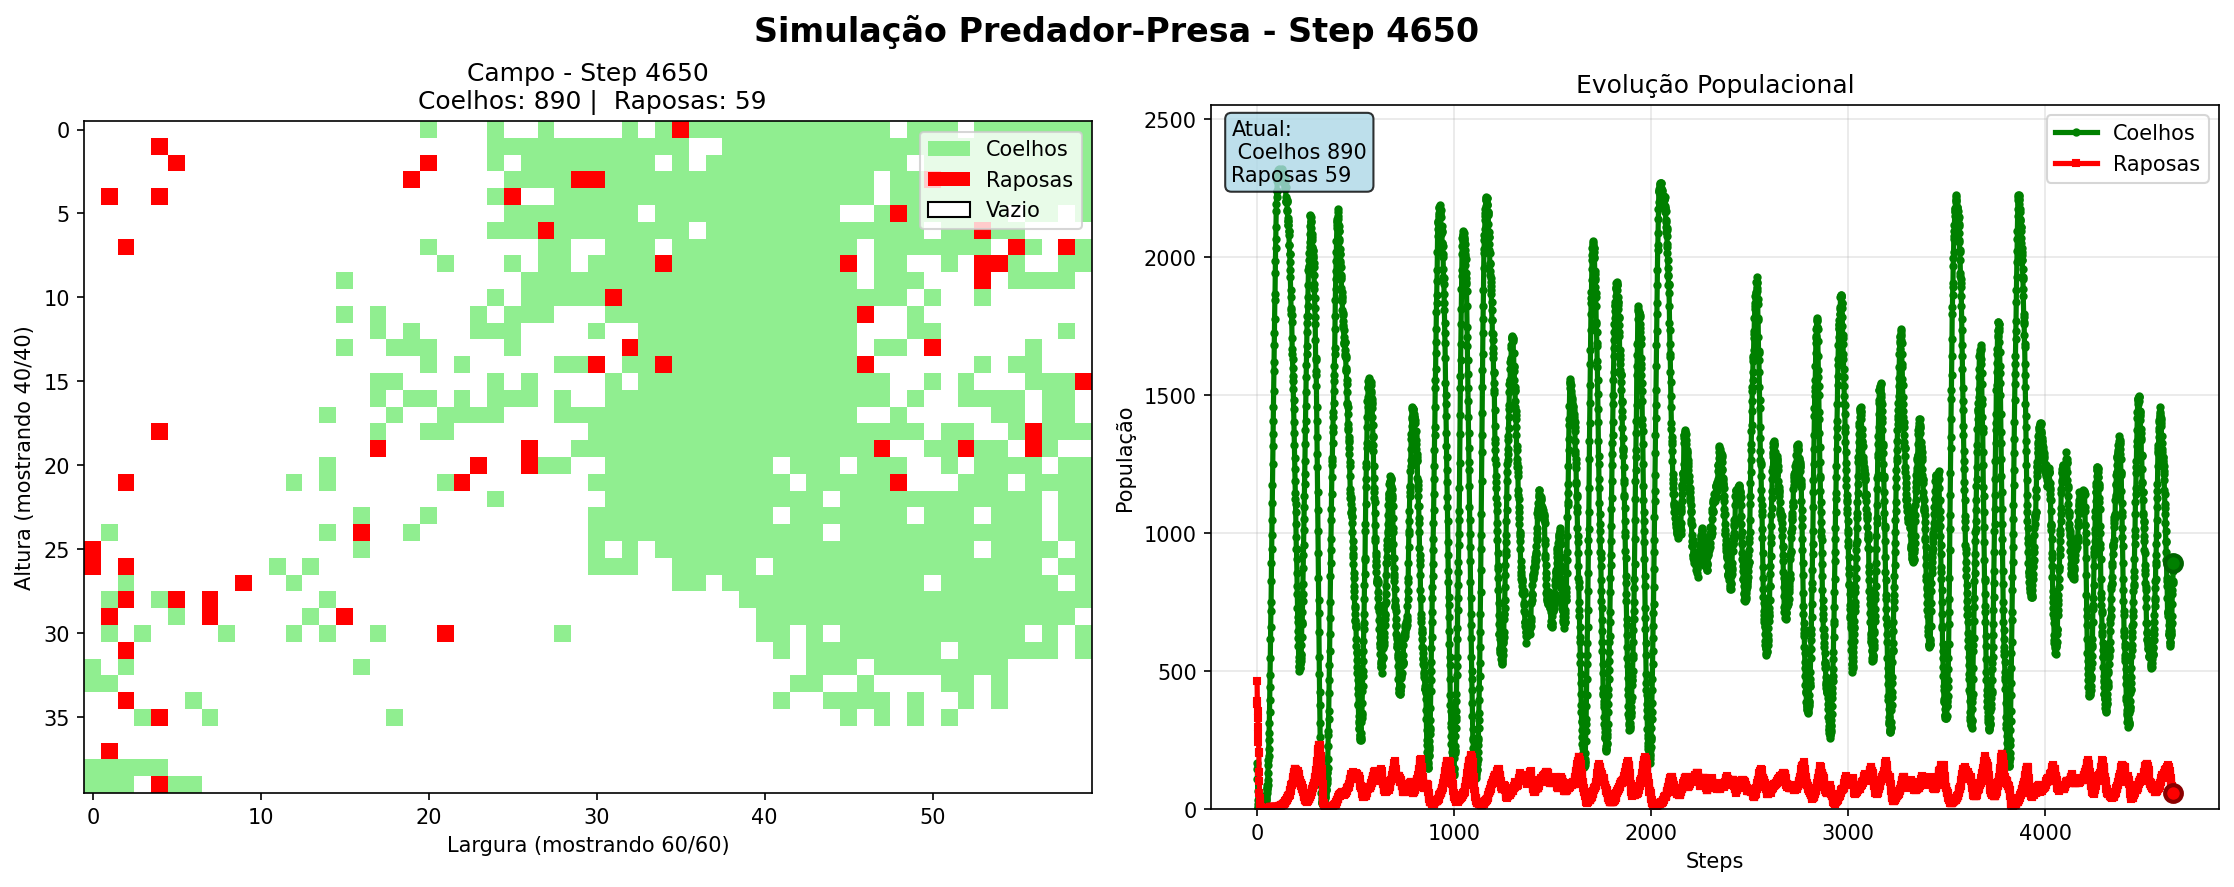 Simulação Predador-Presa - Step 4650
Campo - Step 4650
Coelhos: 890 |  Raposas: 59
Coelhos
Raposas
Vazio
0
5
10
15
20
25
30
35
Altura (mostrando 40/40)
0
10
20
30
40
50
Largura (mostrando 60/60)
Evolução Populacional
Atual:
Coelhos 890
Raposas 59
Coelhos
Raposas
2500
2000
1500
1000
500
0
População
0
1000
2000
3000
4000
Steps